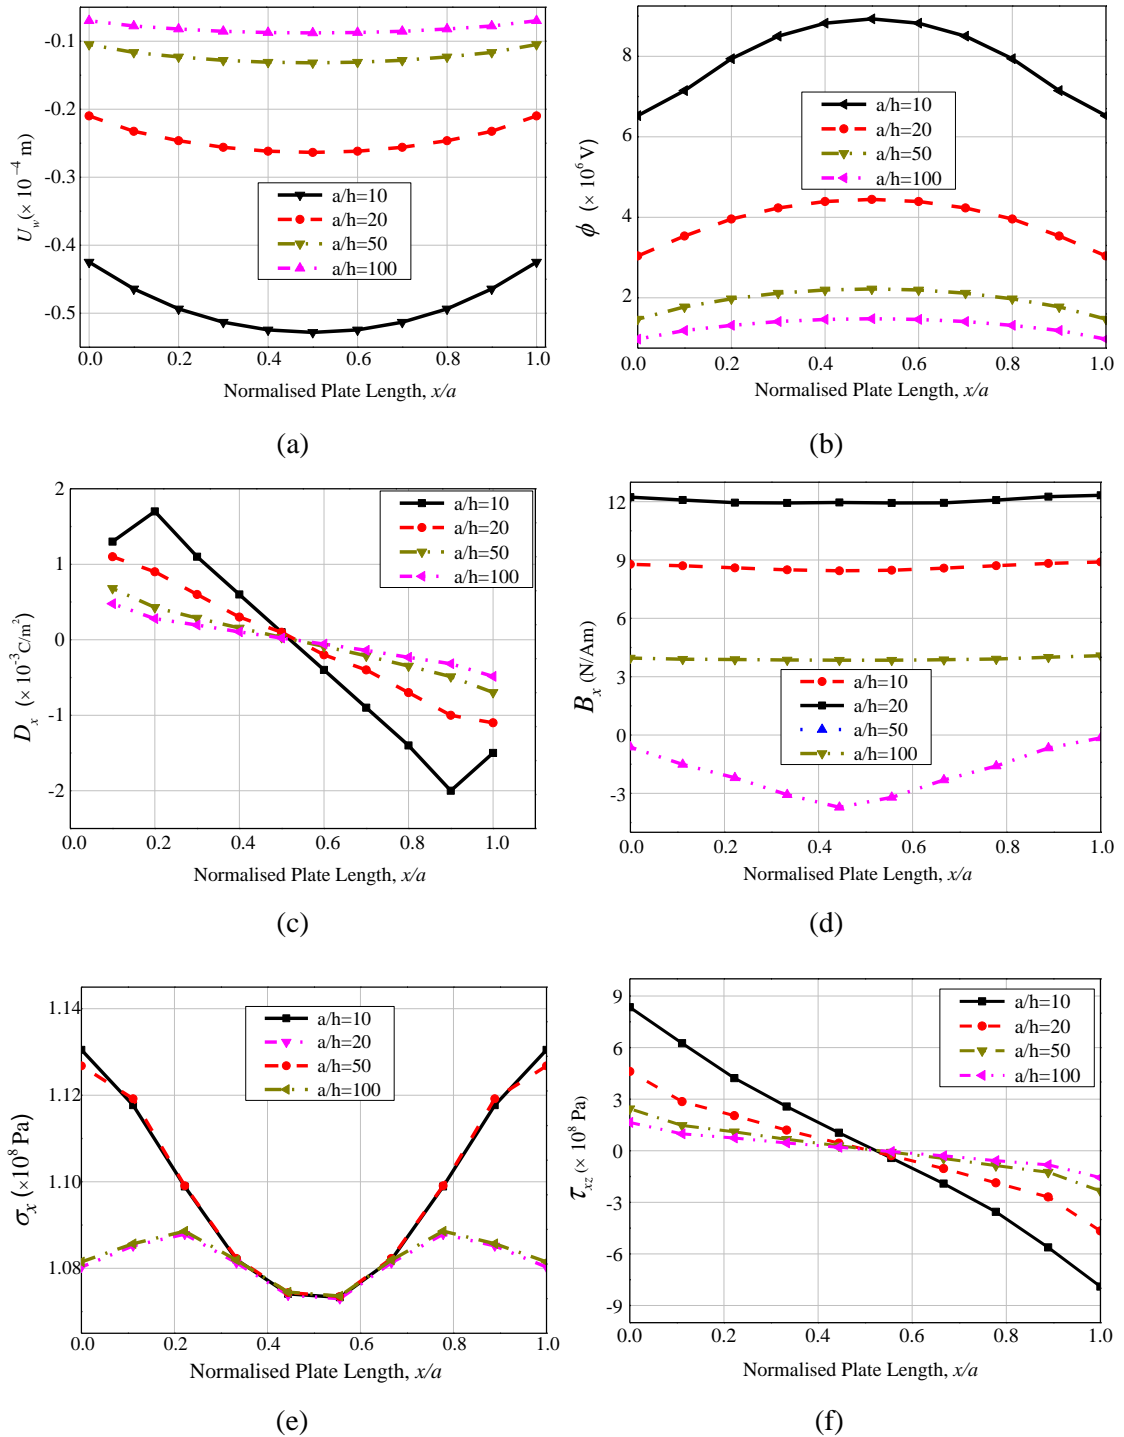 -0.1
-0.2
-0.3
-0.4
-0.5
U_w (× 10⁻⁴ m)
a/h=10
a/h=20
a/h=50
a/h=100
0.0 0.2 0.4 0.6 0.8 1.0
Normalised Plate Length, x/a
(a)
8
6
4
2
ϕ (× 10⁶ V)
a/h=10
a/h=20
a/h=50
a/h=100
0.0 0.2 0.4 0.6 0.8 1.0
Normalised Plate Length, x/a
(b)
2
1
0
-1
-2
D_x (× 10⁻³ C/m²)
a/h=10
a/h=20
a/h=50
a/h=100
0.0 0.2 0.4 0.6 0.8 1.0
Normalised Plate Length, x/a
(c)
12
9
6
3
0
-3
B_x (N/Am)
a/h=10
a/h=20
a/h=50
a/h=100
0.0 0.2 0.4 0.6 0.8 1.0
Normalised Plate Length, x/a
(d)
1.14
1.12
1.10
1.08
σ_x (×10⁸ Pa)
a/h=10
a/h=20
a/h=50
a/h=100
0.0 0.2 0.4 0.6 0.8 1.0
Normalised Plate Length, x/a
(e)
9
6
3
0
-3
-6
-9
τ_xz (× 10⁸ Pa)
a/h=10
a/h=20
a/h=50
a/h=100
0.0 0.2 0.4 0.6 0.8 1.0
Normalised Plate Length, x/a
(f)